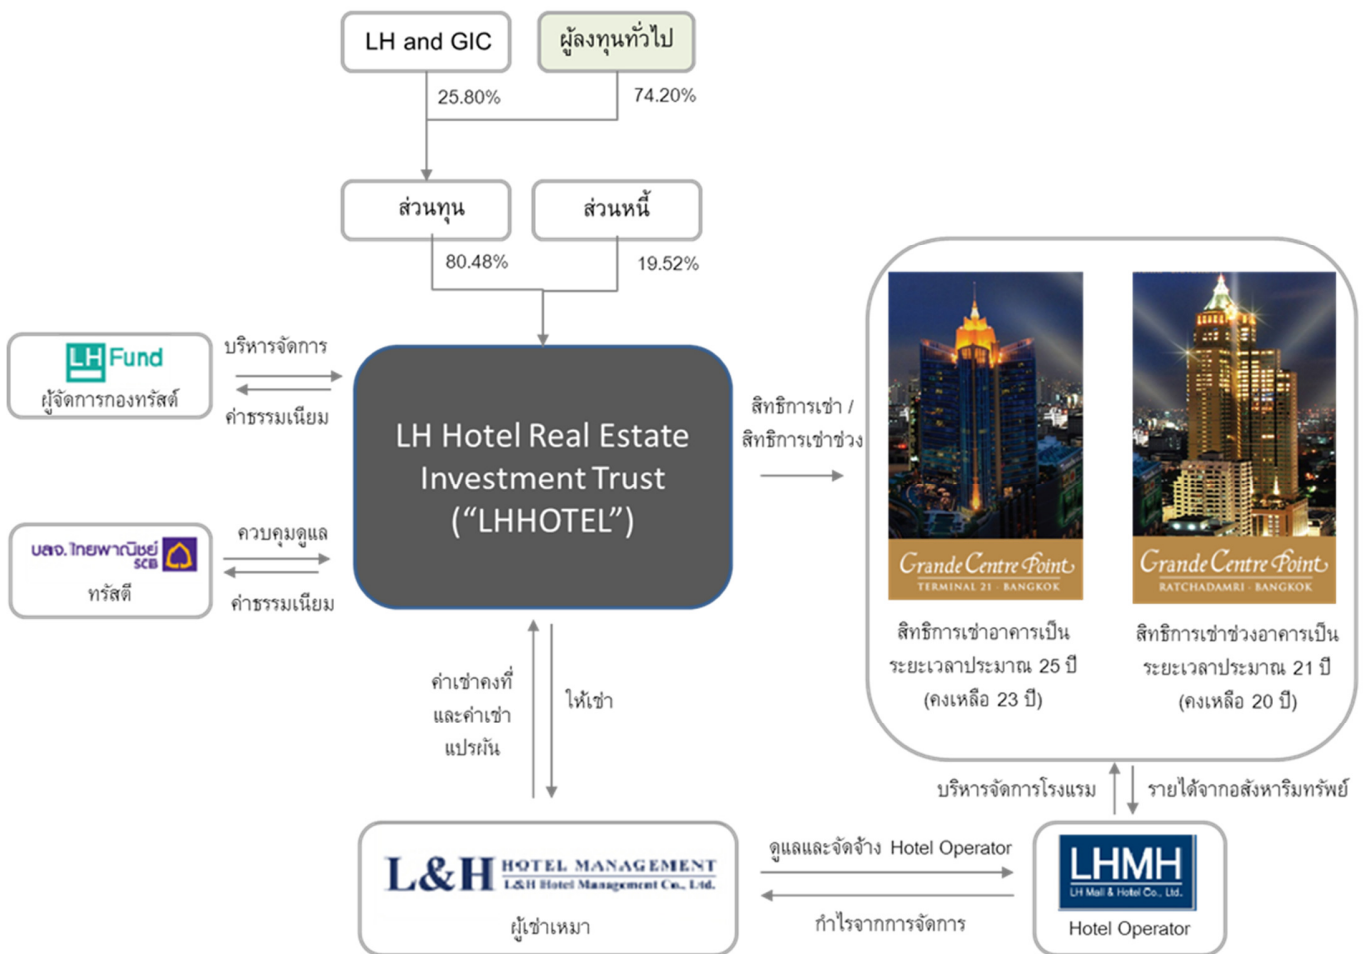 LH and GIC
ผู้ลงทุนทั่วไป
25.80%
74.20%
ส่วนทุน
ส่วนหนี้
80.48%
19.52%
LH Fund
ผู้จัดการกองทรัสต์
บริหารจัดการ
ค่าธรรมเนียม
LH Hotel Real Estate
Investment Trust
(“LHHOTEL”)
สิทธิการเช่า /
สิทธิการเช่าช่วง
บลจ. ไทยพาณิชย์
SCB
ทรัสตี
ควบคุมดูแล
ค่าธรรมเนียม
Grande Centre Point
TERMINAL 21 - BANGKOK
Grande Centre Point
RATCHADAMRI - BANGKOK
สิทธิการเช่าอาคารเป็น
ระยะเวลาประมาณ 25 ปี
(คงเหลือ 23 ปี)
สิทธิการเช่าช่วงอาคารเป็น
ระยะเวลาประมาณ 21 ปี
(คงเหลือ 20 ปี)
ค่าเช่าคงที่
และค่าเช่า
แปรผัน
ให้เช่า
บริหารจัดการโรงแรม
รายได้จากอสังหาริมทรัพย์
L&H HOTEL MANAGEMENT
L&H Hotel Management Co., Ltd.
ผู้เช่าเหมา
ดูแลและจัดจ้าง Hotel Operator
กำไรจากการจัดการ
LHMH
LH Mall & Hotel Co., Ltd.
Hotel Operator